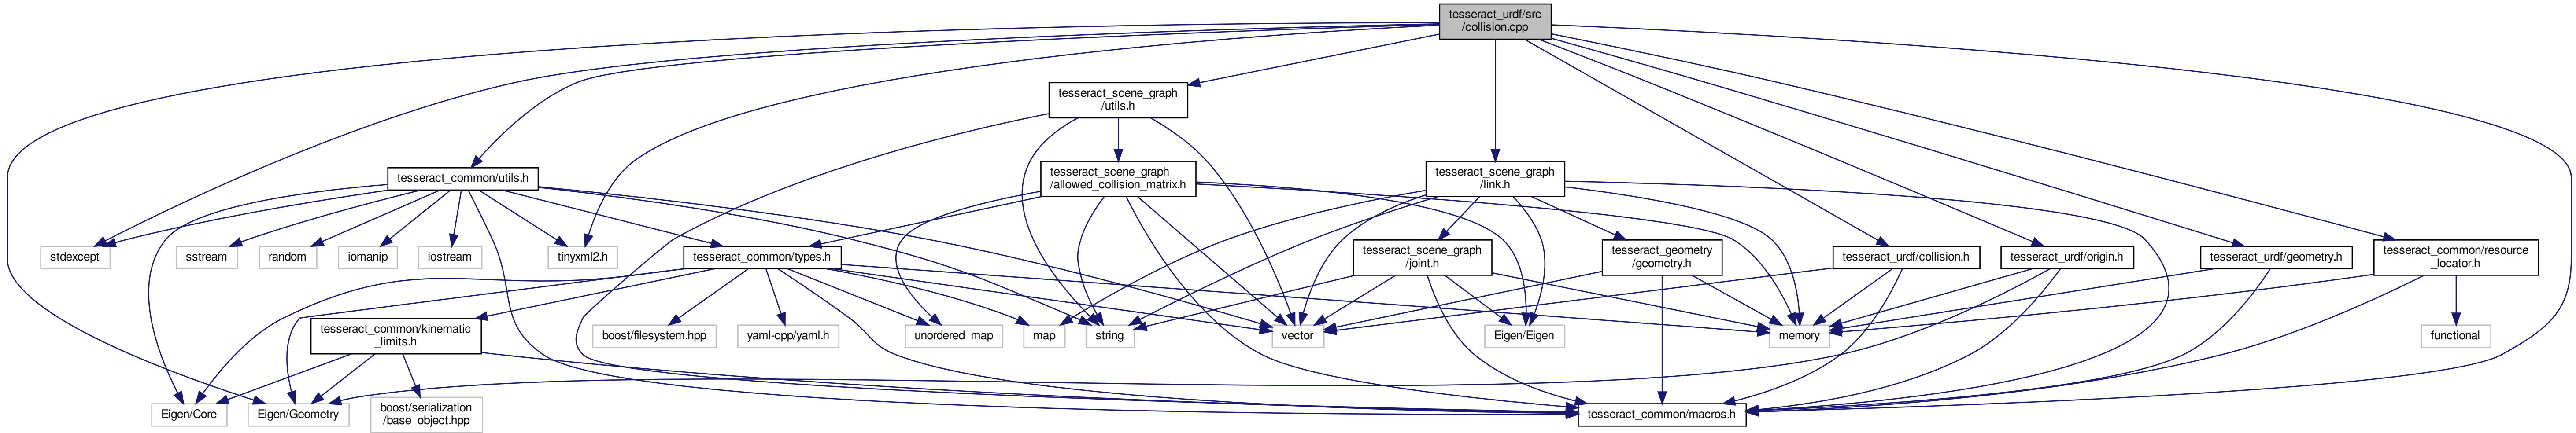 tesseract_urdf/src
/collision.cpp
tesseract_scene_graph
/utils.h
tesseract_common/utils.h
tesseract_scene_graph
/allowed_collision_matrix.h
tesseract_scene_graph
/link.h
stdexcept
sstream
random
iomanip
iostream
tinyxml2.h
tesseract_common/types.h
tesseract_scene_graph
/joint.h
tesseract_geometry
/geometry.h
tesseract_urdf/collision.h
tesseract_urdf/origin.h
tesseract_urdf/geometry.h
tesseract_common/resource
_locator.h
tesseract_common/kinematic
_limits.h
boost/filesystem.hpp
yaml-cpp/yaml.h
unordered_map
map
string
vector
Eigen/Eigen
memory
functional
Eigen/Core
Eigen/Geometry
boost/serialization
/base_object.hpp
tesseract_common/macros.h